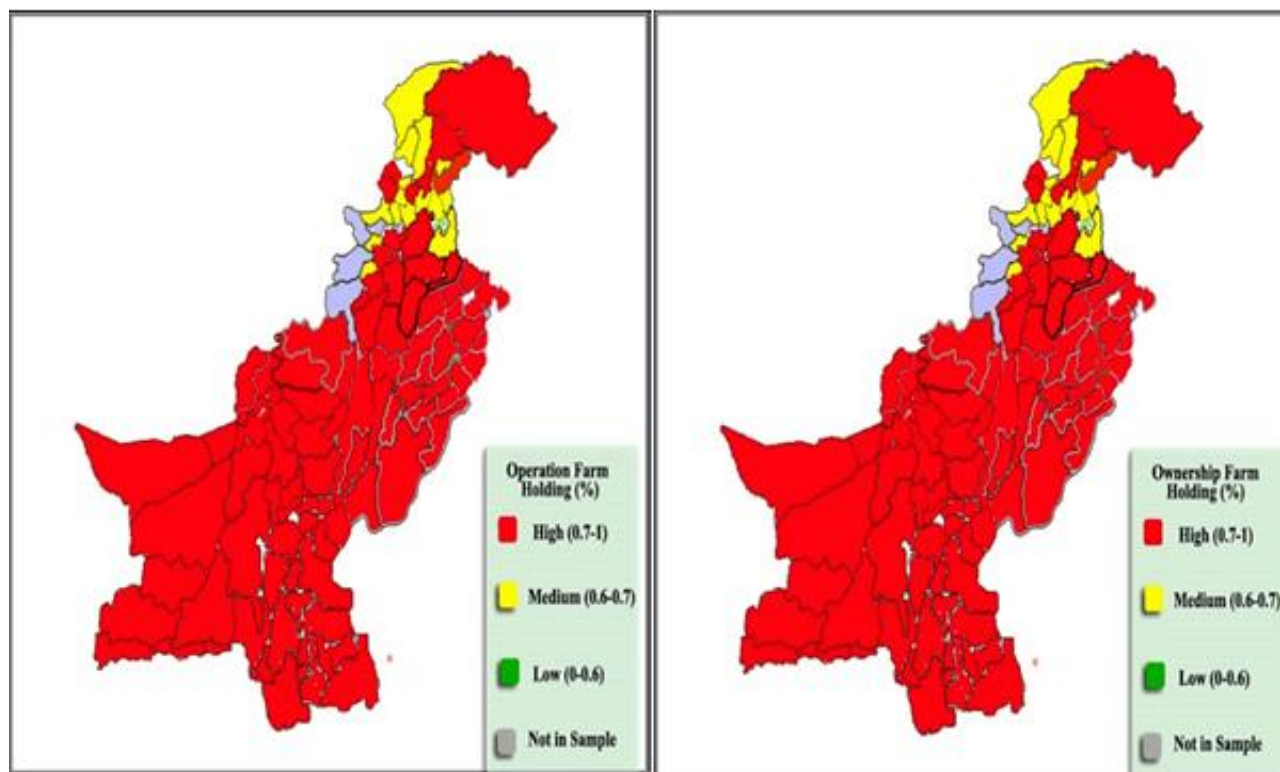 Operation Farm
Holding (%)
High (0.7-1)
Medium (0.6-0.7)
Low (0-0.6)
Not in Sample
Ownership Farm
Holding (%)
High (0.7-1)
Medium (0.6-0.7)
Low (0-0.6)
Not in Sample